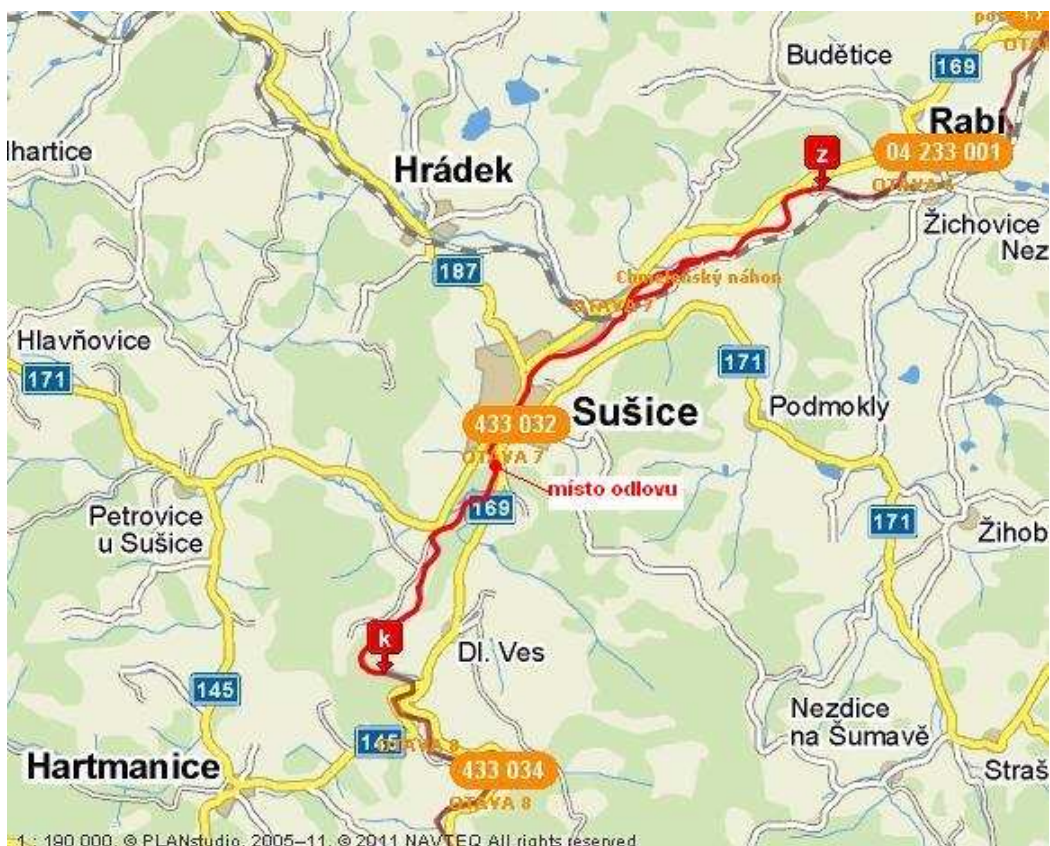 Budětice
169
Rabí
04 233 001
lhartice
Hrádek
z
Žichovice
Nez
187
Chmelenský náhon
OTAVA 7
Hlavňovice
171
171
Podmokly
433 032
Sušice
OTAVA 7
místo odlovu
169
171
Petrovice
u Sušice
Žihob
k
Dl. Ves
145
Nezdice
na Šumavě
145
OTAVA 8
Hartmanice
433 034
Straš
OTAVA 8
1 : 190 000, © PLANstudio, 2005–11, © 2011 NAVTEQ All rights reserved